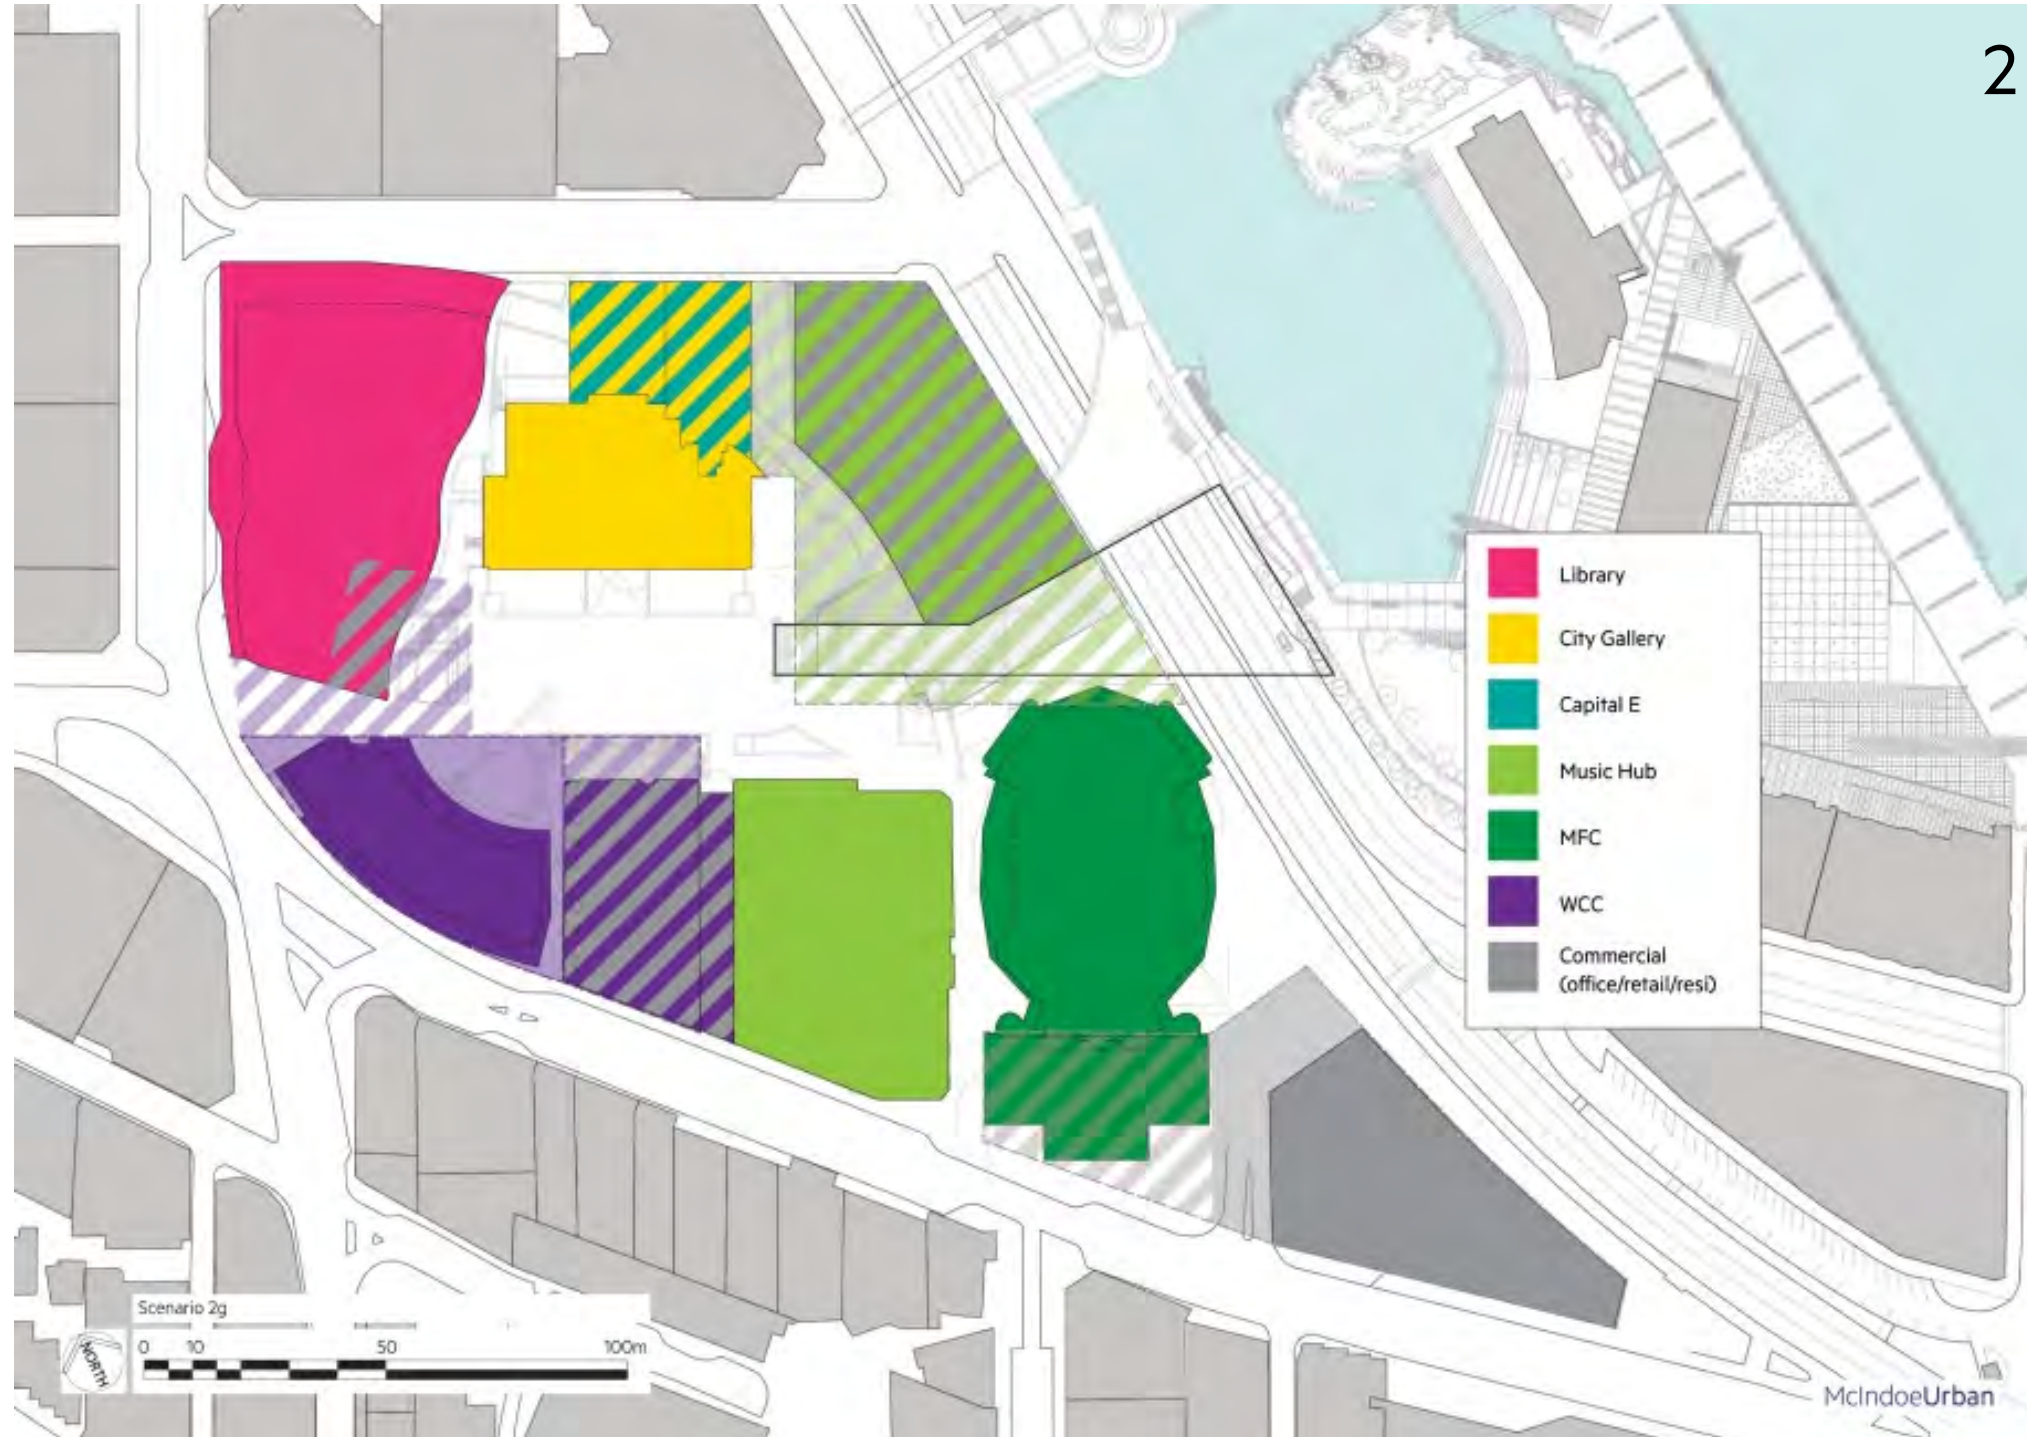 2
Library
City Gallery
Capital E
Music Hub
MFC
WCC
Commercial
(office/retail/resi)
Scenario 2g
0 10 50 100m
NORTH
McIndoeUrban